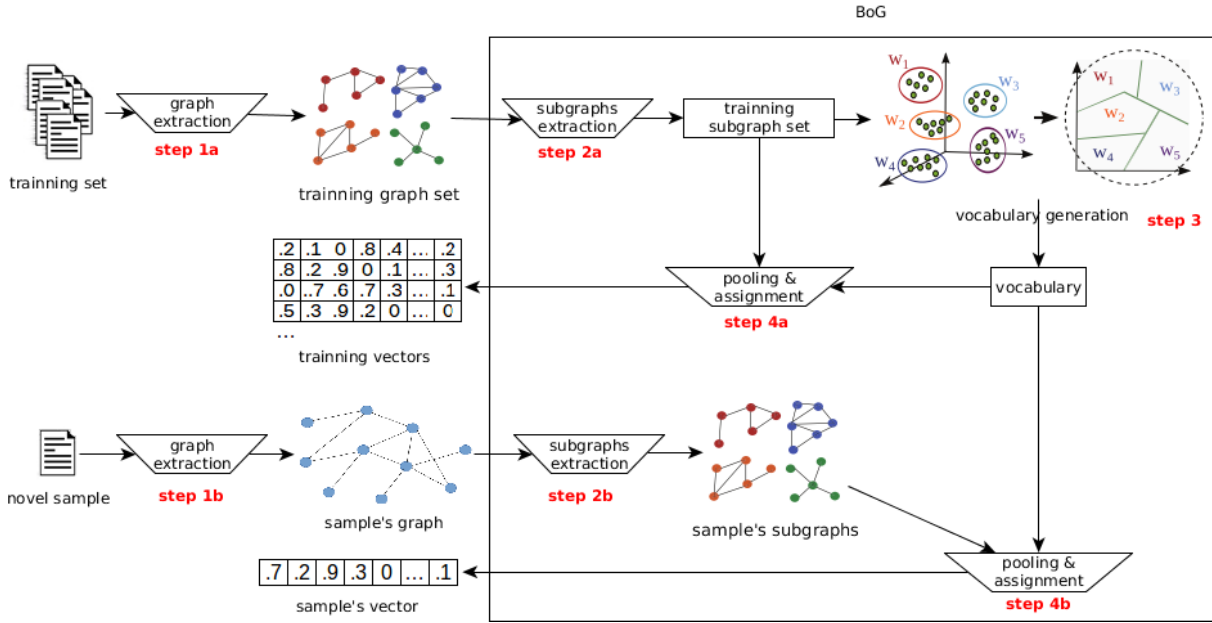 BoG
graph
extraction
step 1a
trainning set
trainning graph set
subgraphs
extraction
step 2a
trainning
subgraph set
w1
w2
w3
w4
w5
w1
w2
w3
w4
w5
vocabulary generation
step 3
.2 .1 0 .8 .4 ... .2
.8 .2 .9 0 .1 ... .3
.0 ..7 .6 .7 .3 ... .1
.5 .3 .9 .2 0 ... 0
...
trainning vectors
pooling &
assignment
step 4a
vocabulary
novel sample
graph
extraction
step 1b
sample's graph
subgraphs
extraction
step 2b
sample's subgraphs
pooling &
assignment
step 4b
.7 .2 .9 .3 0 ... .1
sample's vector